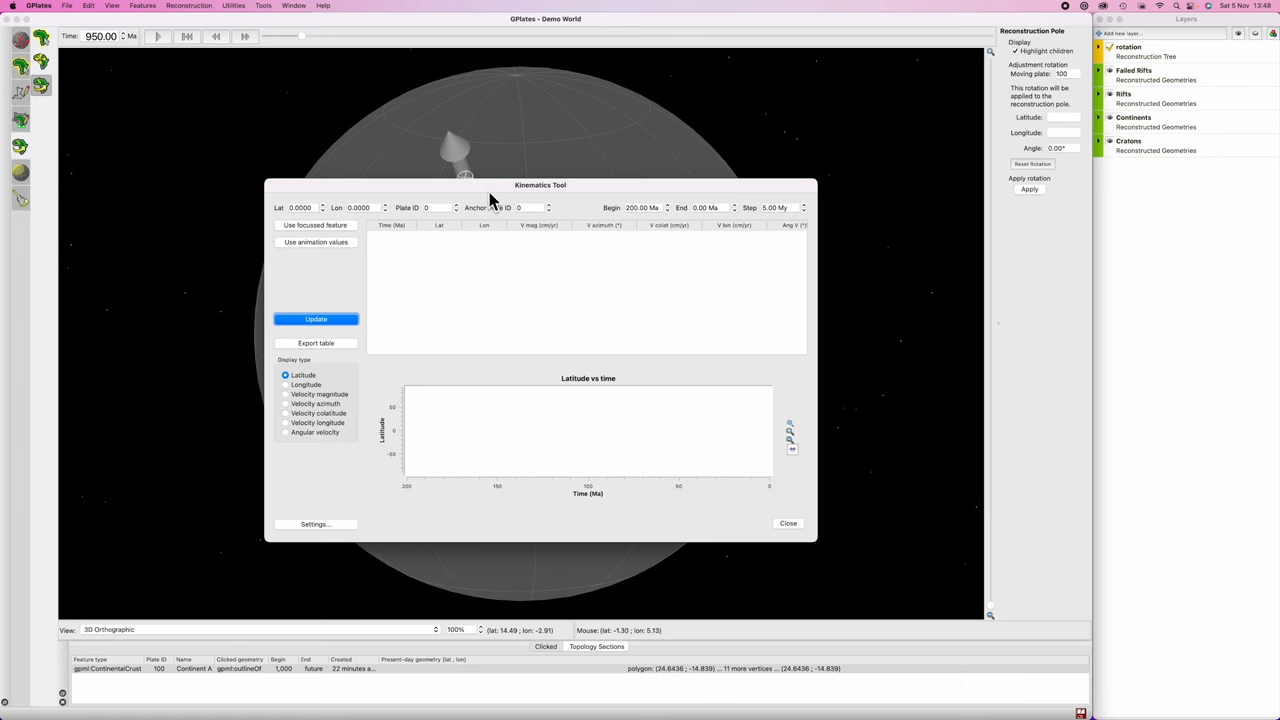 GPlates File Edit View Features Reconstruction Utilities Tools Window Help Sat 5 Nov 13:48
GPlates - Demo World
Layers
Time: 950.00 Ma
Reconstruction Pole
Display
Highlight children
Adjustment rotation
Moving plate: 100
This rotation will be
applied to the
reconstruction pole.
Latitude:
Longitude:
Angle: 0.00°
Reset Rotation
Apply rotation
Apply
Add new layer...
rotation
Reconstruction Tree
Failed Rifts
Reconstructed Geometries
Rifts
Reconstructed Geometries
Continents
Reconstructed Geometries
Cratons
Reconstructed Geometries
Kinematics Tool
Lat 0.0000 Lon 0.0000 Plate ID 0 Anchor ID 0 Begin 200.00 Ma End 0.00 Ma Step 5.00 My
Use focussed feature
Use animation values
Time (Ma) Lat Lon V mag (cm/yr) V azimuth (°) V colat (cm/yr) V lon (cm/yr) Ang V (°/
Update
Export table
Display type
Latitude
Longitude
Velocity magnitude
Velocity azimuth
Velocity colatitude
Velocity longitude
Angular velocity
Latitude vs time
Latitude
50
0
-50
200 150 100 50 0
Time (Ma)
Settings...
Close
View: 3D Orthographic 100% (lat: 14.49 ; lon: -2.91) Mouse: (lat: -1.30 ; lon: 5.13)
Clicked Topology Sections
Feature type Plate ID Name Clicked geometry Begin End Created Present-day geometry (lat ; lon)
gpml:ContinentalCrust 100 Continent A gpml:outlineOf 1,000 future 22 minutes a... polygon: (24.6436 ; -14.839) ... 11 more vertices ... (24.6436 ; -14.839)